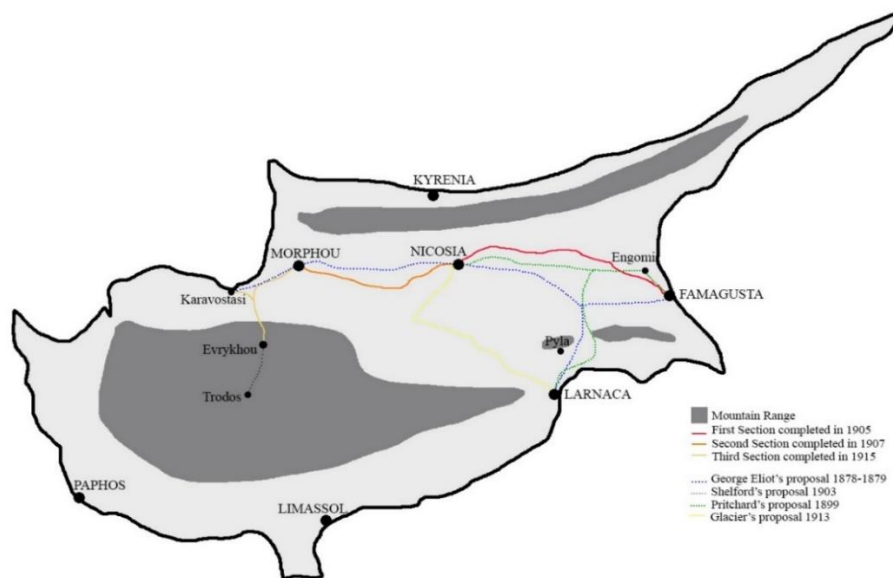 KYRENIA
MORPHOU
NICOSIA
Engomi
Karavostasi
FAMAGUSTA
Evrykhou
Pyla
Trodos
LARNACA
Mountain Range
First Section completed in 1905
Second Section completed in 1907
Third Section completed in 1915
PAPHOS
George Eliot's proposal 1878-1879
Shelford's proposal 1903
Pritchard's proposal 1899
LIMASSOL
Glacier's proposal 1913